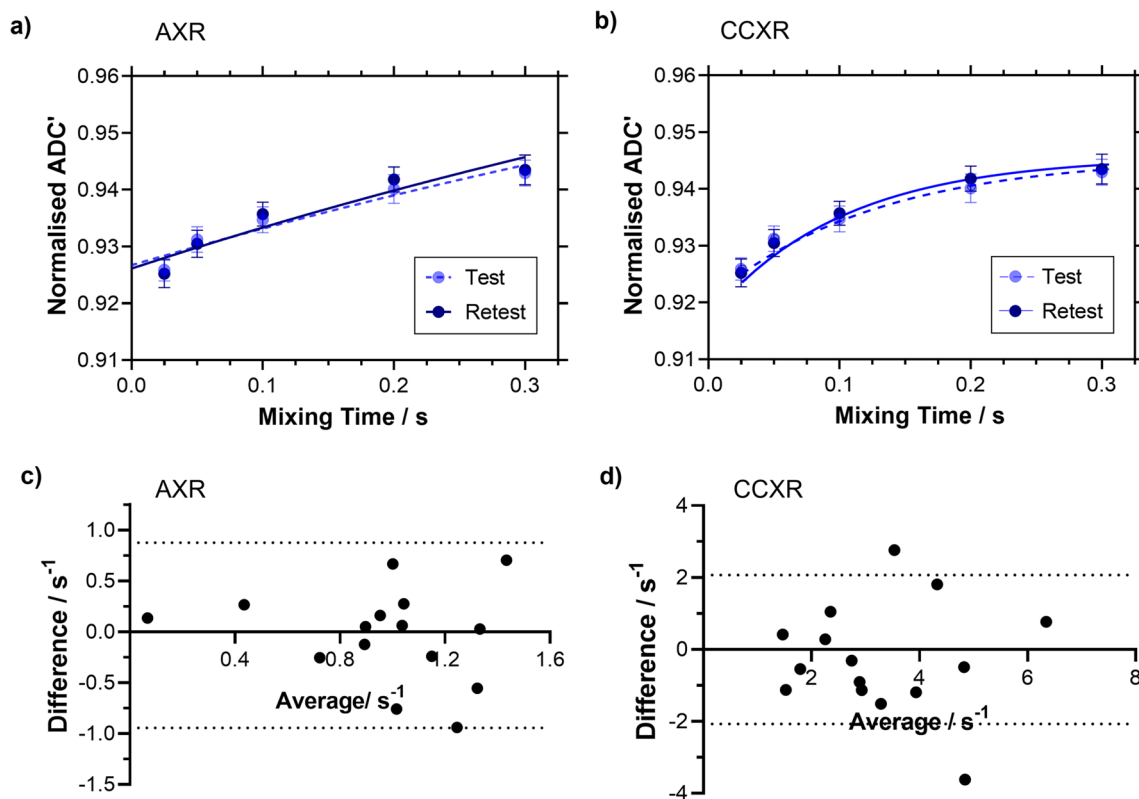 a)
AXR
Normalised ADC'
0.96
0.95
0.94
0.93
0.92
0.91
0.0
0.1
0.2
0.3
Mixing Time / s
Test
Retest
b)
CCXR
Normalised ADC'
0.96
0.95
0.94
0.93
0.92
0.91
0.0
0.1
0.2
0.3
Mixing Time / s
Test
Retest
c)
AXR
Difference / s⁻¹
1.0
0.5
0.0
-0.5
-1.0
-1.5
0.4
0.8
1.2
1.6
Average/ s⁻¹
d)
CCXR
Difference / s⁻¹
4
2
0
-2
-4
2
4
6
8
Average / s⁻¹